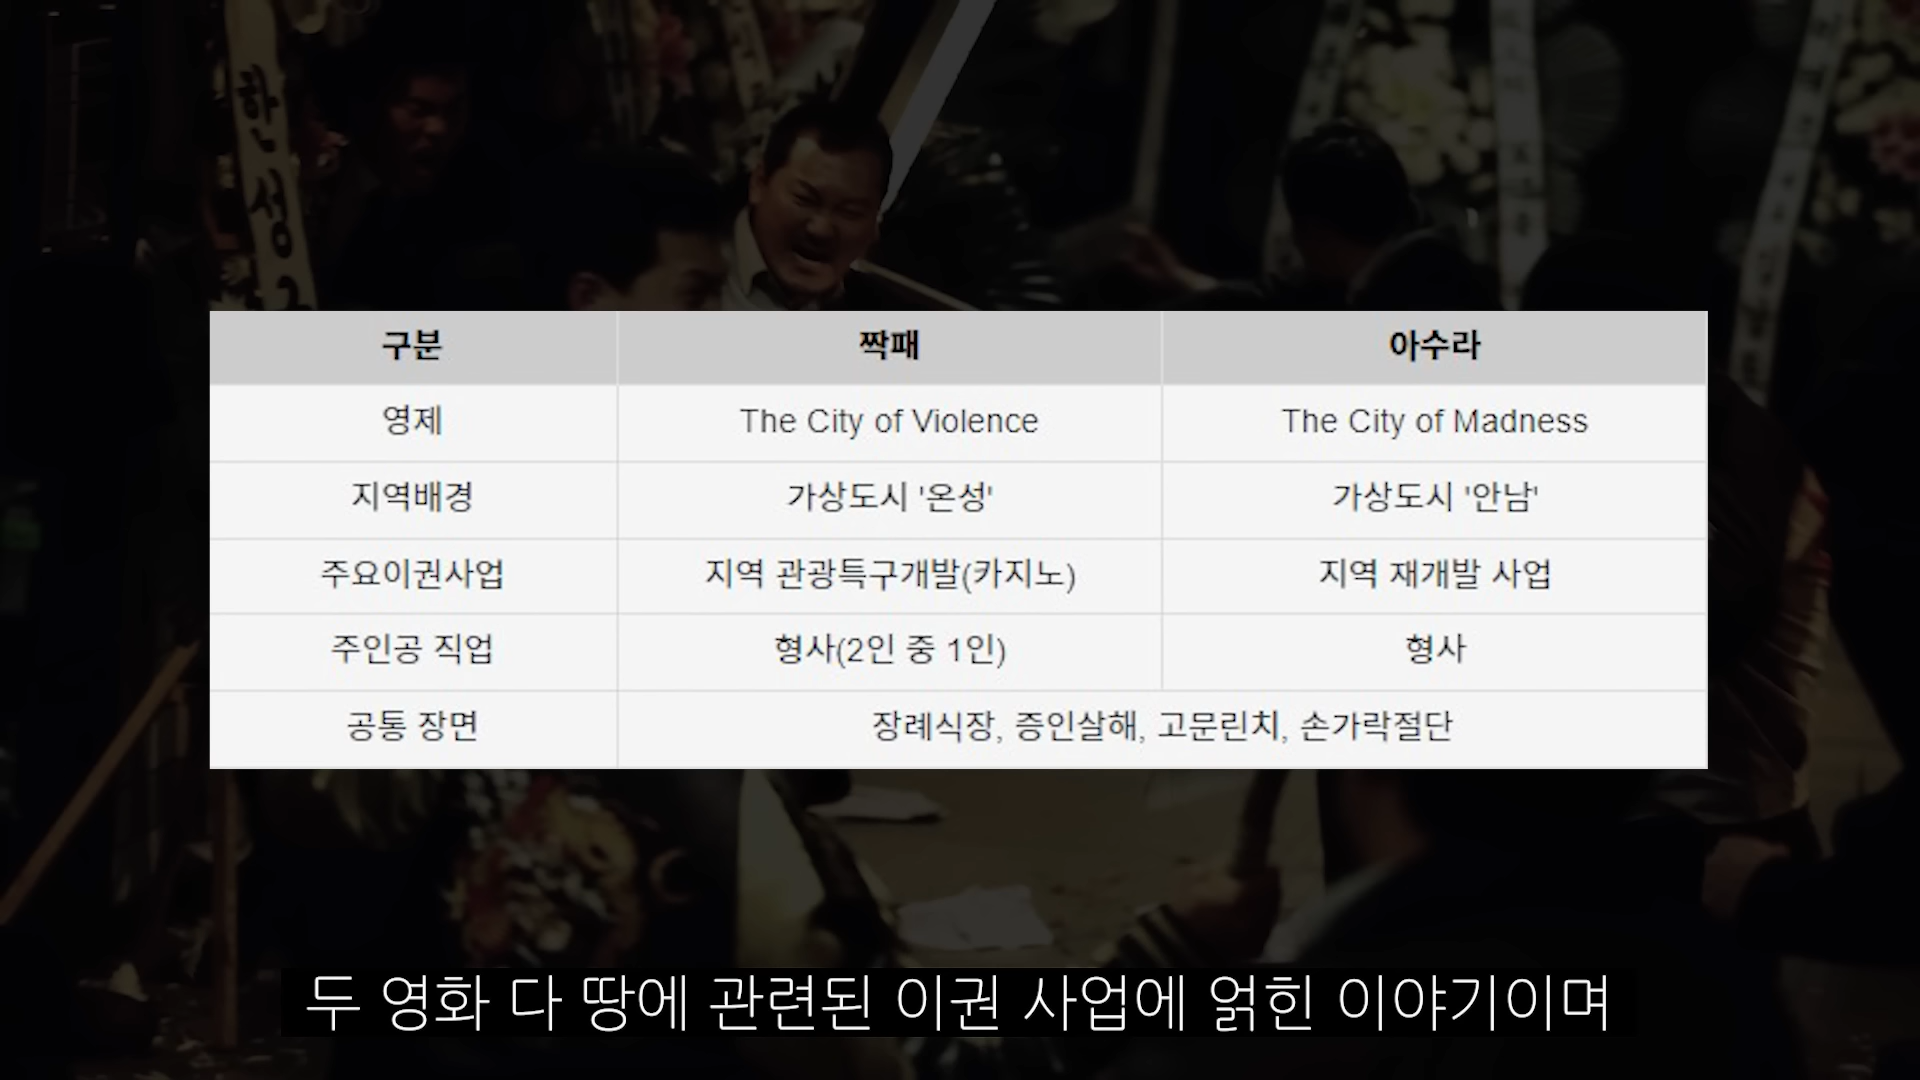 한성
구분 짝패 아수라
영제 The City of Violence The City of Madness
지역배경 가상도시 '온성' 가상도시 '안남'
주요이권사업 지역 관광특구개발(카지노) 지역 재개발 사업
주인공 직업 형사(2인 중 1인) 형사
공통 장면 장례식장, 증인살해, 고문린치, 손가락절단
두 영화 다 땅에 관련된 이권 사업에 얽힌 이야기이며